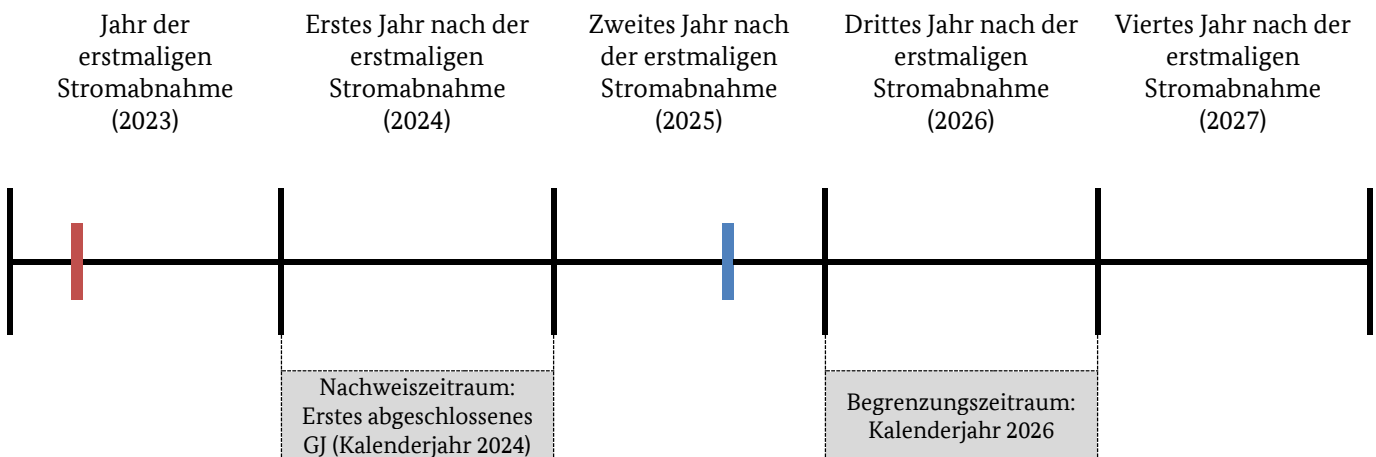 Jahr der
erstmaligen
Stromabnahme
(2023)
Erstes Jahr nach der
erstmaligen
Stromabnahme
(2024)
Zweites Jahr nach
der erstmaligen
Stromabnahme
(2025)
Drittes Jahr nach der
erstmaligen
Stromabnahme
(2026)
Viertes Jahr nach der
erstmaligen
Stromabnahme
(2027)
Nachweiszeitraum:
Erstes abgeschlossenes
GJ (Kalenderjahr 2024)
Begrenzungszeitraum:
Kalenderjahr 2026